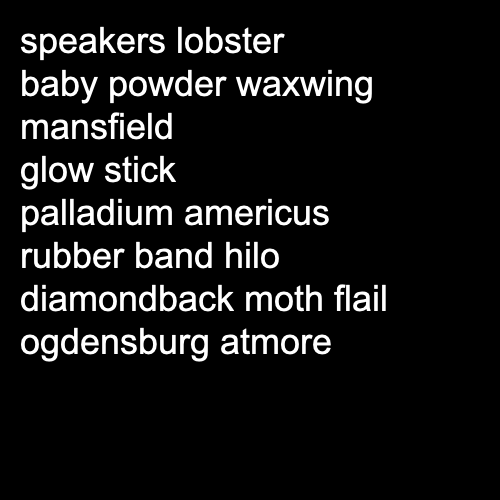 speakers lobster
baby powder waxwing
mansfield
glow stick
palladium americus
rubber band hilo
diamondback moth flail
ogdensburg atmore